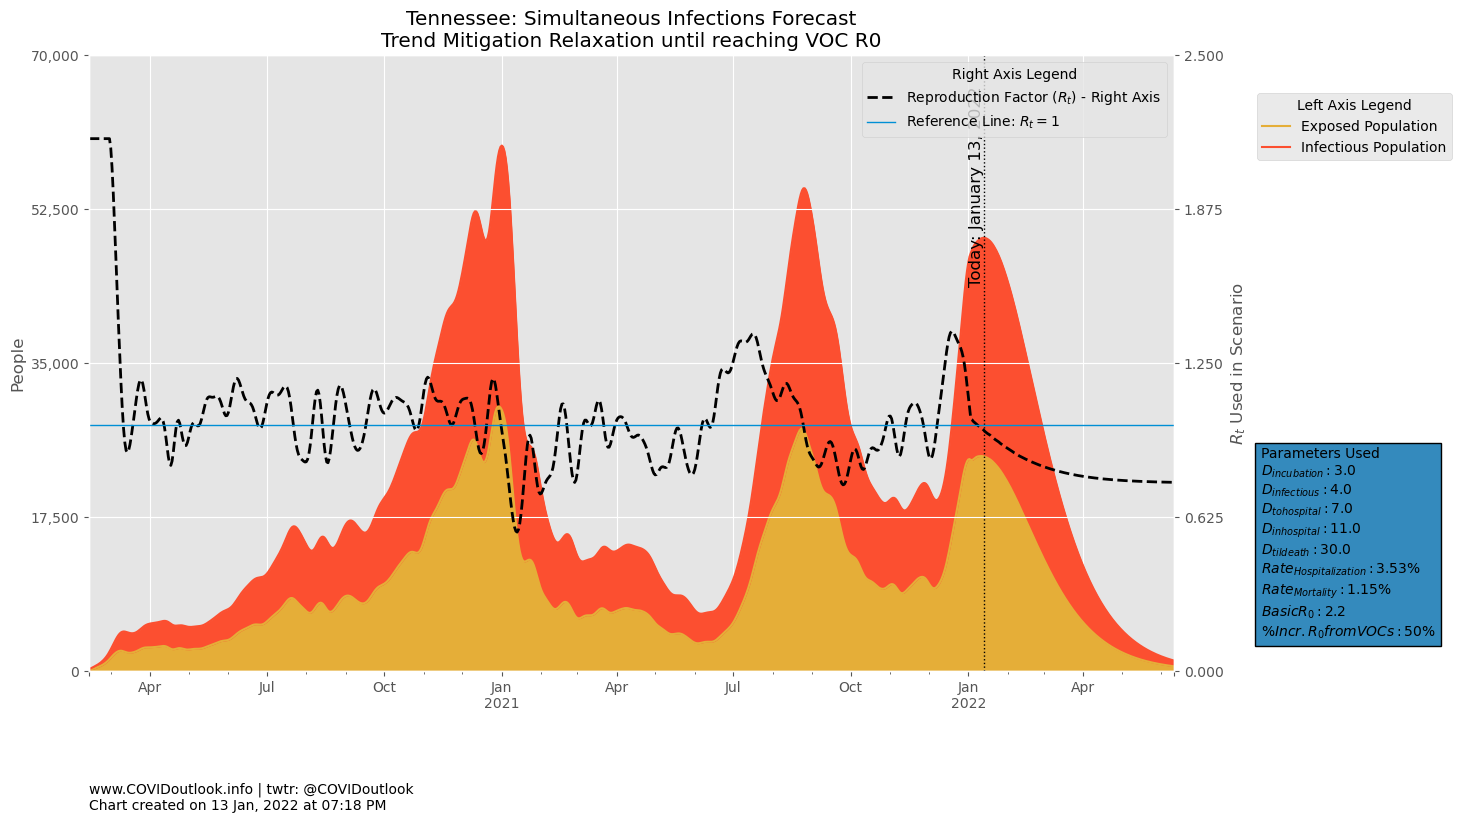 Tennessee: Simultaneous Infections Forecast
Trend Mitigation Relaxation until reaching VOC R0
70,000
52,500
35,000
17,500
0
People
2.500
1.875
1.250
0.625
0.000
Rt Used in Scenario
Right Axis Legend
Reproduction Factor (Rt) - Right Axis
Reference Line: Rt = 1
Today: January 13, 2022
Left Axis Legend
Exposed Population
Infectious Population
Parameters Used
Dincubation : 3.0
Dinfectious : 4.0
Dtohospital : 7.0
Dinhospital : 11.0
Dtildeath : 30.0
RateHospitalization : 3.53%
RateMortality : 1.15%
BasicR0 : 2.2
%Incr. R0fromVOCs : 50%
Apr
Jul
Oct
Jan
2021
Apr
Jul
Oct
Jan
2022
Apr
www.COVIDoutlook.info | twtr: @COVIDoutlook
Chart created on 13 Jan, 2022 at 07:18 PM